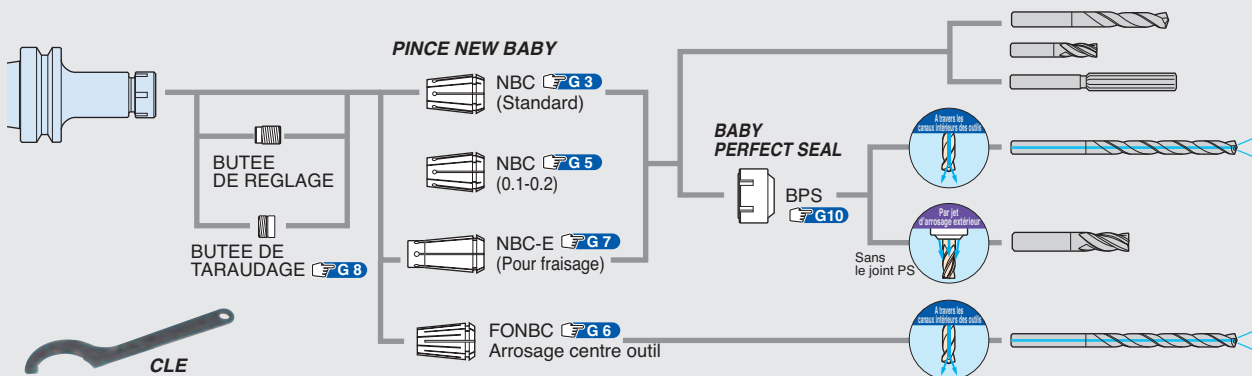 PINCE NEW BABY
NBC G 3
(Standard)
NBC G 5
(0.1-0.2)
NBC-E G 7
(Pour fraisage)
FONBC G 6
Arrosage centre outil
BUTEE
DE REGLAGE
BUTEE DE
TARAUDAGE G 8
CLE
BABY
PERFECT SEAL
BPS
G10
A travers les
canaux intérieurs des outils
Par jet
d'arrosage extérieur
Sans
le joint PS
A travers les
canaux intérieurs des outils